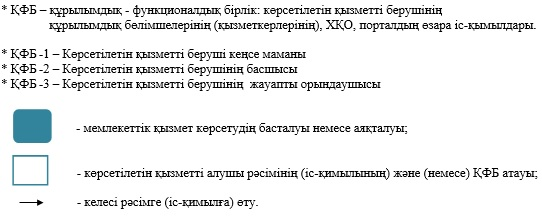 * ҚФБ – құрылымдық - функционалдық бірлік: көрсетілетін қызметті берушінің
құрылымдық бөлімшелерінің (қызметкерлерінің), ХҚО, порталдың өзара іс-қымылдары.
* ҚФБ -1 – Көрсетілетін қызметті беруші кеңсе маманы
* ҚФБ -2 – Көрсетілетін қызметті берушінің басшысы
* ҚФБ -3 – Көрсетілетін қызметті берушінің жауапты орындаушысы
- мемлекеттік қызмет көрсетудің басталуы немесе аяқталуы;
- көрсетілетін қызметті алушы рәсімінің (іс-қимылының) және (немесе) ҚФБ атауы;
- келесі рәсімге (іс-қимылға) өту.